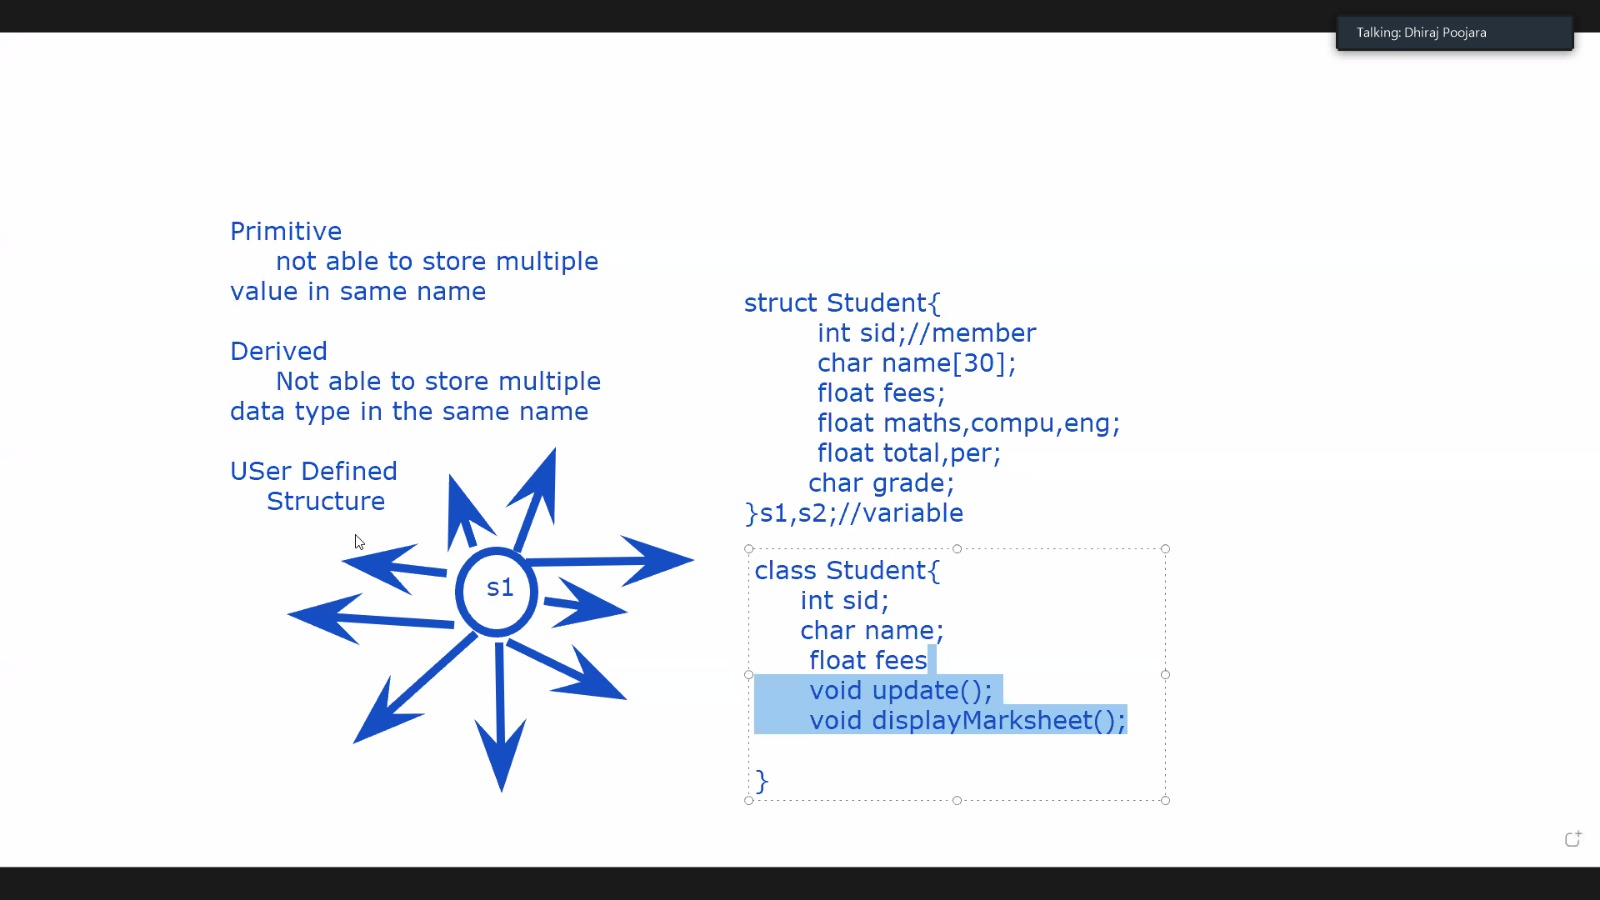 Talking: Dhiraj Poojara
Primitive
not able to store multiple
value in same name
Derived
Not able to store multiple
data type in the same name
USer Defined
Structure
s1
struct Student{
int sid;//member
char name[30];
float fees;
float maths,compu,eng;
float total,per;
char grade;
}s1,s2;//variable
class Student{
int sid;
char name;
float fees
void update();
void displayMarksheet();
}